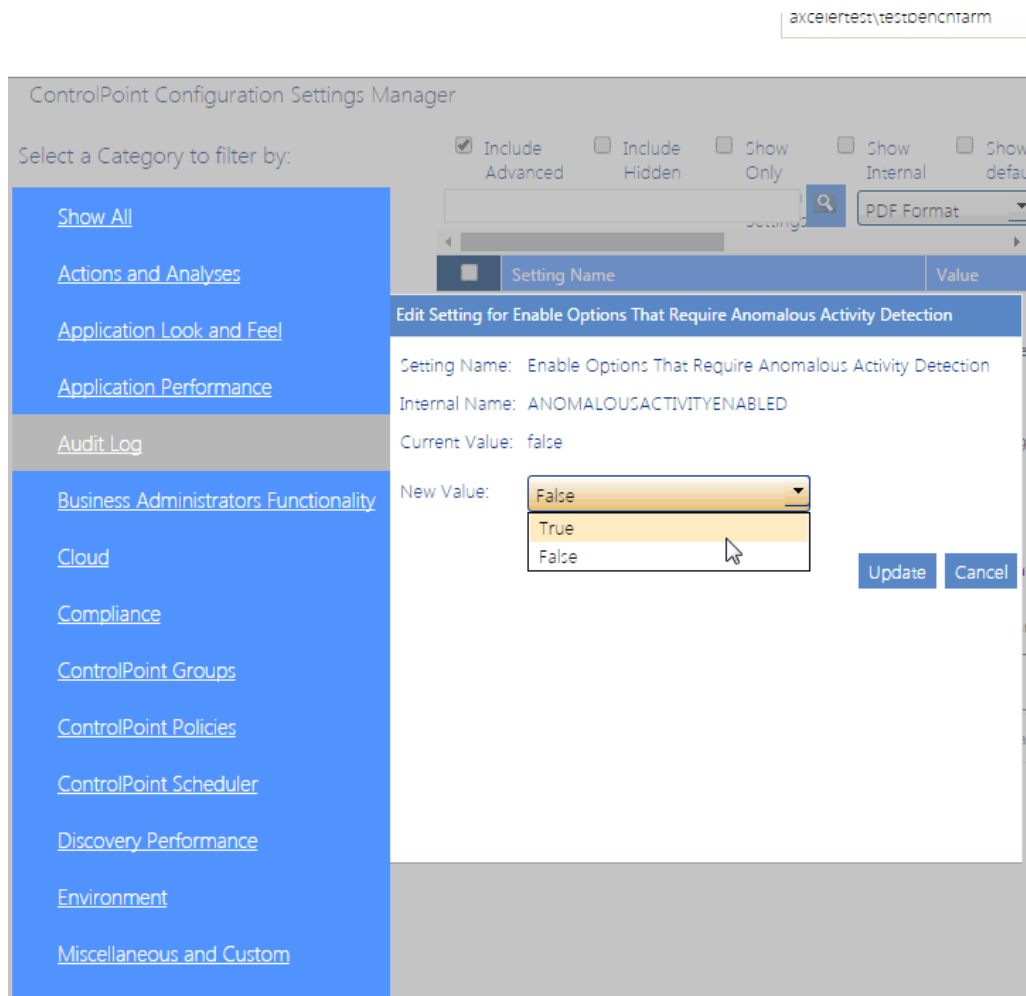 axcelertest\testbenchfarm
ControlPoint Configuration Settings Manager
Select a Category to filter by:
Include Advanced
Include Hidden
Show Only
Settings
Show Internal
Show
PDF Format
Setting Name Value
Show All
Actions and Analyses
Application Look and Feel
Application Performance
Audit Log
Business Administrators Functionality
Cloud
Compliance
ControlPoint Groups
ControlPoint Policies
ControlPoint Scheduler
Discovery Performance
Environment
Miscellaneous and Custom
Edit Setting for Enable Options That Require Anomalous Activity Detection
Setting Name: Enable Options That Require Anomalous Activity Detection
Internal Name: ANOMALOUSACTIVITYENABLED
Current Value: false
New Value: False
True
False
Update Cancel